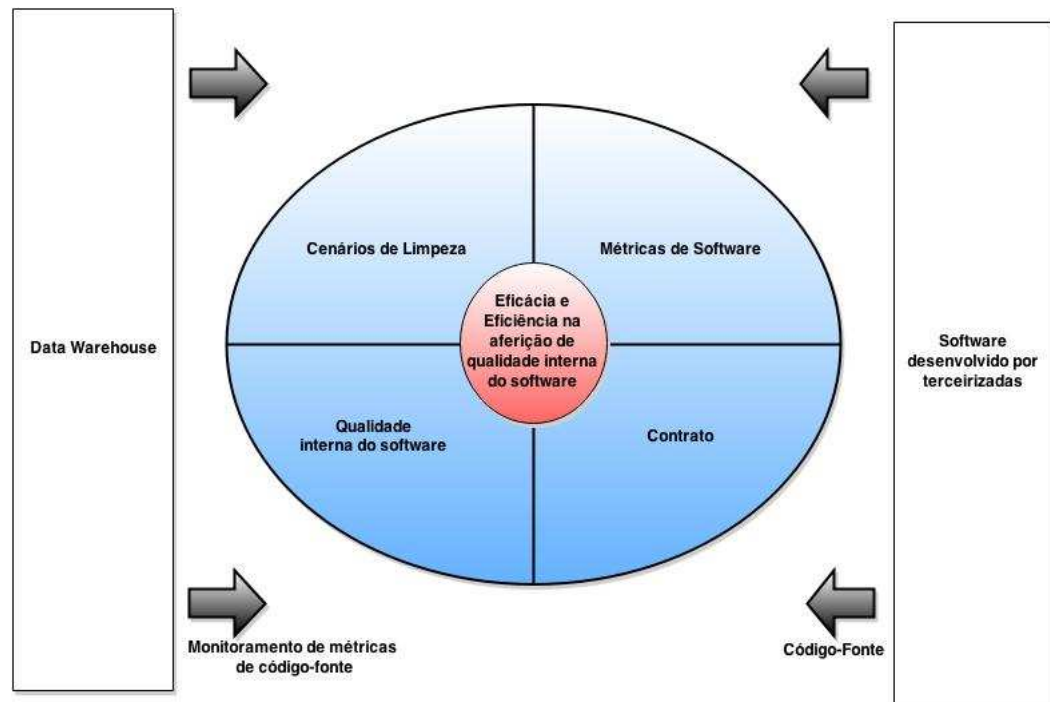 Data Warehouse
Cenários de Limpeza
Métricas de Software
Eficácia e
Eficiência na
aferição de
qualidade interna
do software
Qualidade
interna do software
Contrato
Software
desenvolvido por
terceirizadas
Monitoramento de métricas
de código-fonte
Código-Fonte